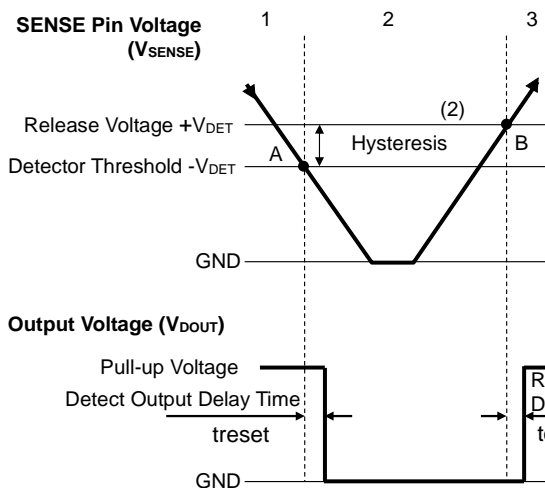 SENSE Pin Voltage
(VSENSE)
1 2 3
Release Voltage +VDET
(2)
A
Hysteresis
B
Detector Threshold -VDET
GND
Output Voltage (VDOUT)
Pull-up Voltage
Detect Output Delay Time
treset
GND